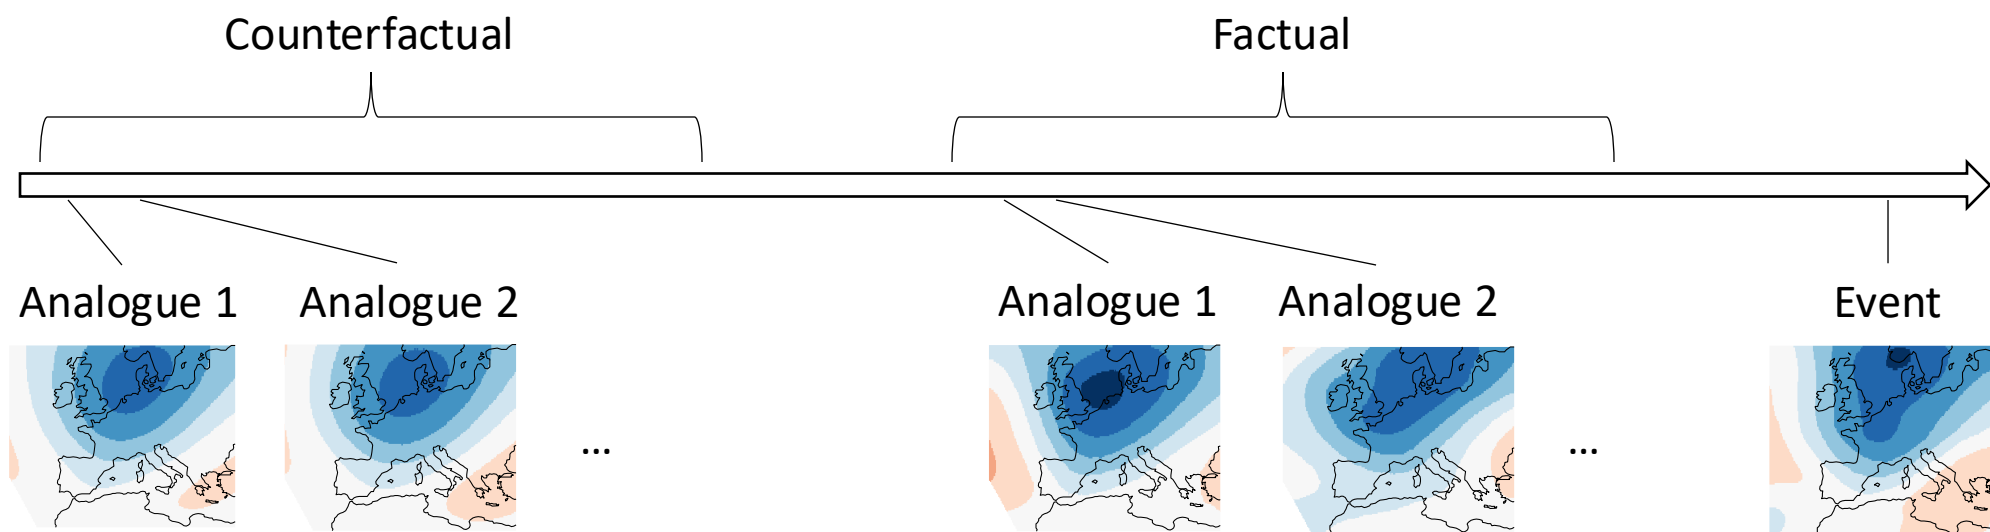 Counterfactual
Factual
Analogue 1
Analogue 2
Analogue 1
Analogue 2
Event
...
...